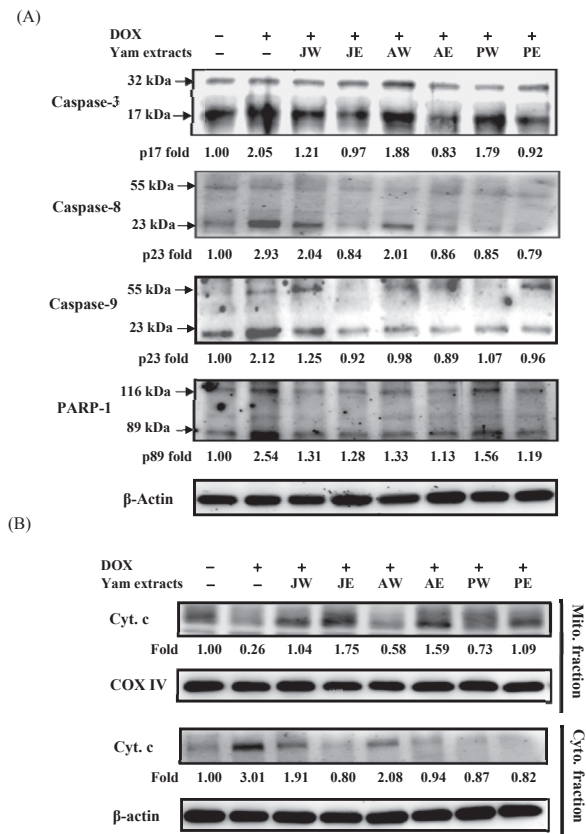 (A)
DOX – + + + + + + +
Yam extracts – – JW JE AW AE PW PE
32 kDa
Caspase-3
17 kDa
p17 fold 1.00 2.05 1.21 0.97 1.88 0.83 1.79 0.92
55 kDa
Caspase-8
23 kDa
p23 fold 1.00 2.93 2.04 0.84 2.01 0.86 0.85 0.79
55 kDa
Caspase-9
23 kDa
p23 fold 1.00 2.12 1.25 0.92 0.98 0.89 1.07 0.96
116 kDa
PARP-1
89 kDa
p89 fold 1.00 2.54 1.31 1.28 1.33 1.13 1.56 1.19
β-Actin
(B)
DOX – + + + + + + +
Yam extracts – – JW JE AW AE PW PE
Cyt. c
Fold 1.00 0.26 1.04 1.75 0.58 1.59 0.73 1.09
COX IV
Mito. fraction
Cyt. c
Fold 1.00 3.01 1.91 0.80 2.08 0.94 0.87 0.82
β-actin
Cyto. fraction